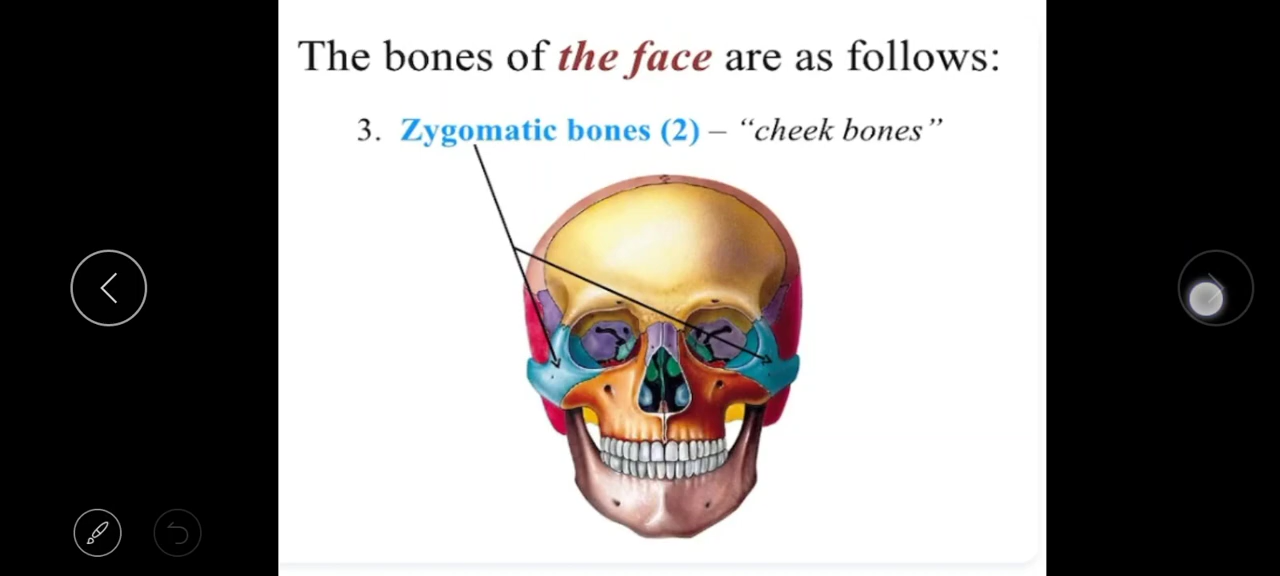 The bones of the face are as follows:
3. Zygomatic bones (2) – “cheek bones”